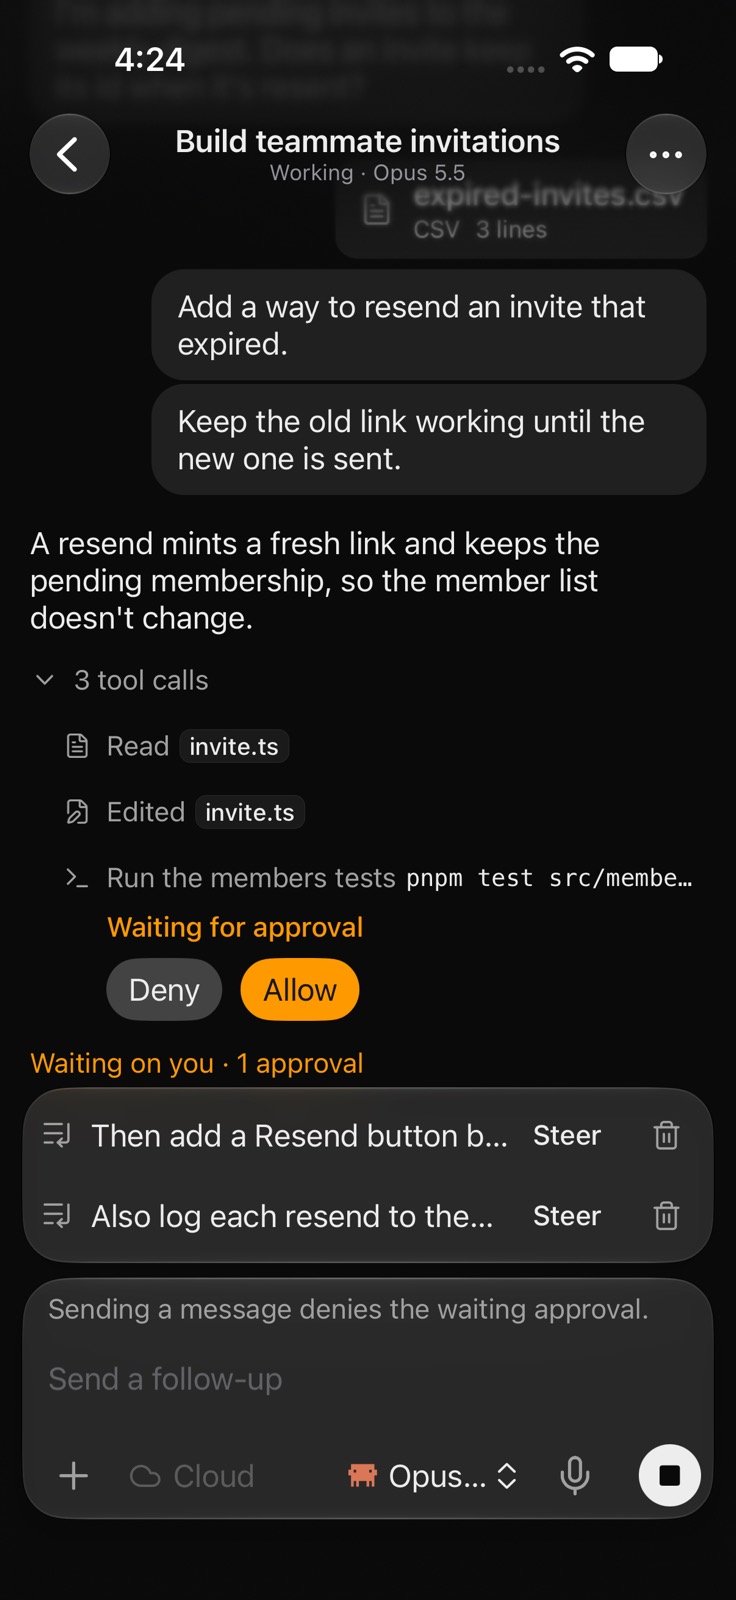 4:24
Build teammate invitations
Working · Opus 5.5
expired-invites.csv
CSV 3 lines
Add a way to resend an invite that
expired.
Keep the old link working until the
new one is sent.
A resend mints a fresh link and keeps the
pending membership, so the member list
doesn't change.
3 tool calls
Read invite.ts
Edited invite.ts
Run the members tests pnpm test src/membe…
Waiting for approval
Deny Allow
Waiting on you · 1 approval
Then add a Resend button b... Steer
Also log each resend to the... Steer
Sending a message denies the waiting approval.
Send a follow-up
Cloud Opus...